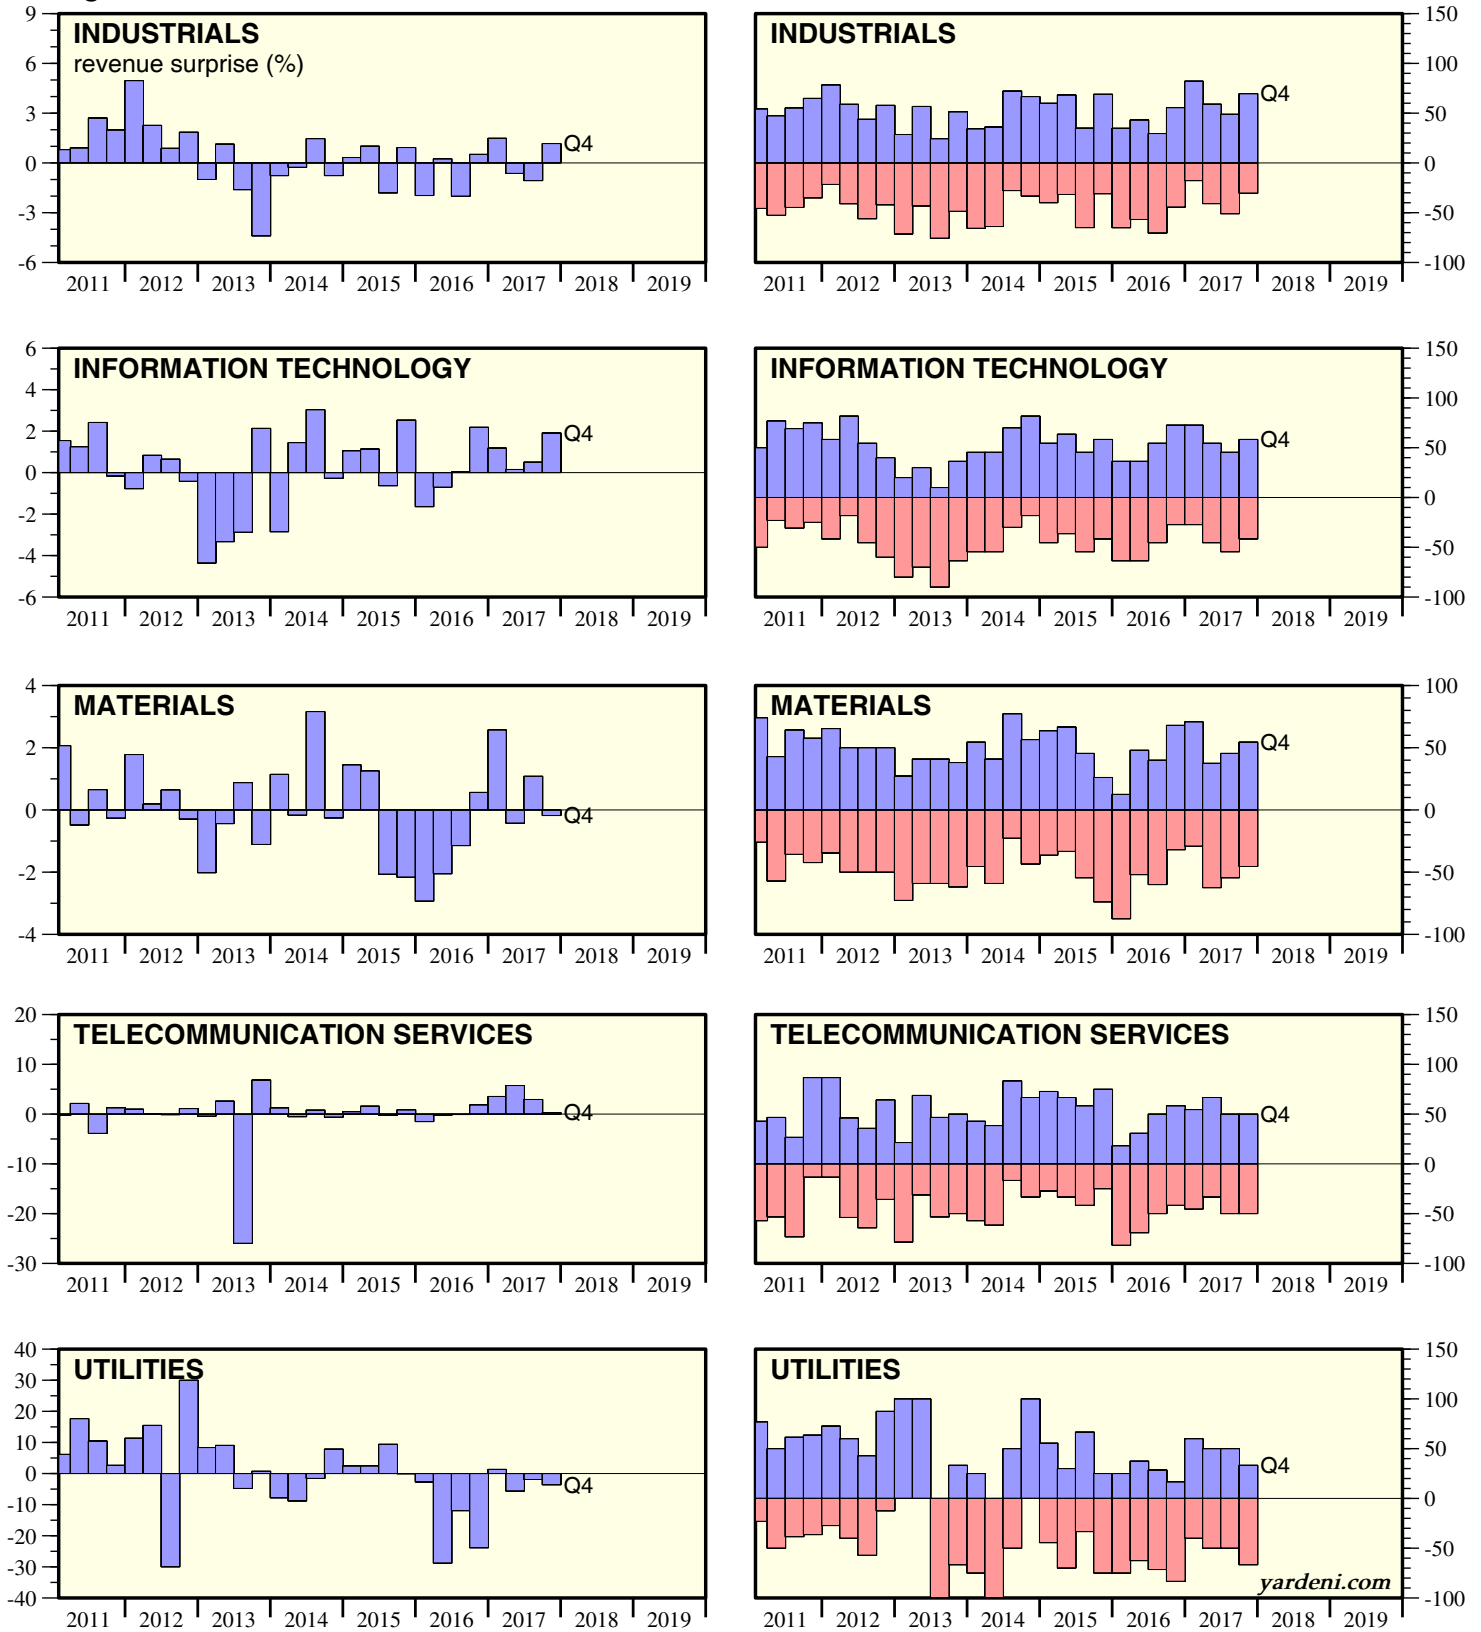 9
6
3
0
-3
-6
INDUSTRIALS
revenue surprise (%)
Q4
2011 2012 2013 2014 2015 2016 2017 2018 2019
INDUSTRIALS
Q4
150
100
50
0
-50
-100
2011 2012 2013 2014 2015 2016 2017 2018 2019
6
4
2
0
-2
-4
-6
INFORMATION TECHNOLOGY
Q4
2011 2012 2013 2014 2015 2016 2017 2018 2019
INFORMATION TECHNOLOGY
Q4
150
100
50
0
-50
-100
2011 2012 2013 2014 2015 2016 2017 2018 2019
4
2
0
-2
-4
MATERIALS
Q4
2011 2012 2013 2014 2015 2016 2017 2018 2019
MATERIALS
Q4
100
50
0
-50
-100
2011 2012 2013 2014 2015 2016 2017 2018 2019
20
10
0
-10
-20
-30
TELECOMMUNICATION SERVICES
Q4
2011 2012 2013 2014 2015 2016 2017 2018 2019
TELECOMMUNICATION SERVICES
Q4
150
100
50
0
-50
-100
2011 2012 2013 2014 2015 2016 2017 2018 2019
40
30
20
10
0
-10
-20
-30
-40
UTILITIES
Q4
2011 2012 2013 2014 2015 2016 2017 2018 2019
UTILITIES
Q4
150
100
50
0
-50
-100
yardeni.com
2011 2012 2013 2014 2015 2016 2017 2018 2019